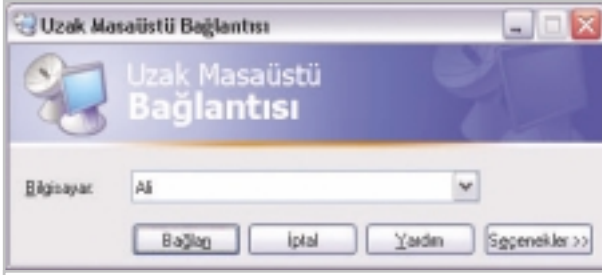 Uzak Masaüstü Bağlantısı
Uzak Masaüstü
Bağlantısı
Bilgisayar: Ali
Bağlan İptal Yardım Seçenekler >>